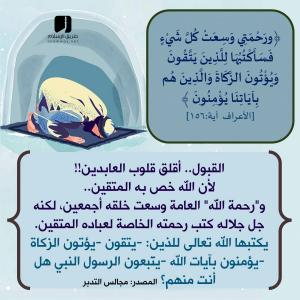 طريق الإسلام
﴿ورَحْمَتِي وَسِعَتْ كُلَّ شَيْءٍ
فَسَأَكْتُبُهَا لِلَّذِينَ يَتَّقُونَ
وَيُؤْتُونَ الزَّكَاةَ وَالَّذِينَ هُم
بِآيَاتِنَا يُؤْمِنُونَ ﴾
[الأعراف آية:١٥٦]
القبول.. أقلق قلوب العابدين!!
لأن الله خص به المتقين..
و"رحمة الله" العامة وسعت خلقه أجمعين، لكنه
جل جلاله كتب رحمته الخاصة لعباده المتقين.
يكتبها الله تعالى للذين: -يتقون -يؤتون الزكاة
-يؤمنون بآيات الله -يتبعون الرسول النبي هل
أنت منهم؟ المصدر: مجالس التدبر